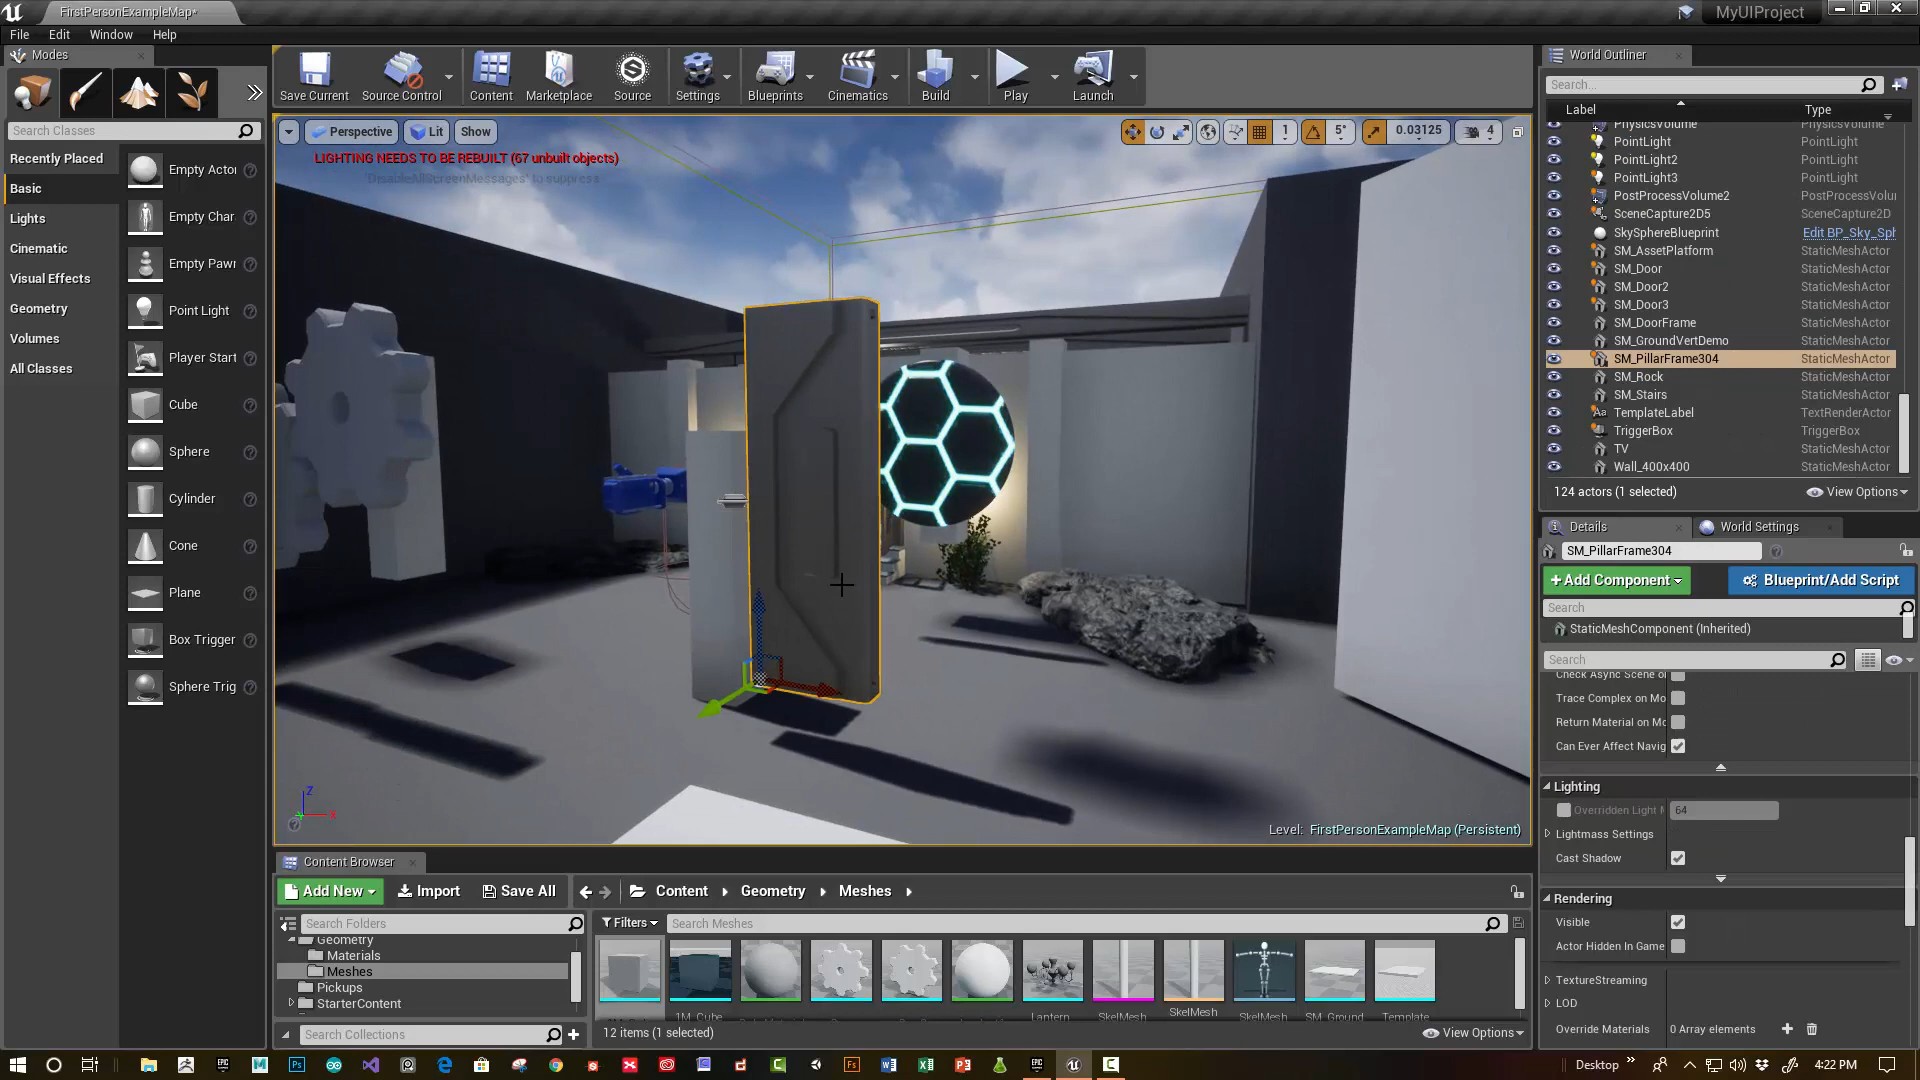 FirstPersonExampleMap*
MyUIProject
File Edit Window Help
Modes
Save Current
Source Control
Content
Marketplace
Source
Settings
Blueprints
Cinematics
Build
Play
Launch
Search Classes
Recently Placed
Basic
Lights
Cinematic
Visual Effects
Geometry
Volumes
All Classes
Empty Actor
Empty Char
Empty Pawn
Point Light
Player Start
Cube
Sphere
Cylinder
Cone
Plane
Box Trigger
Sphere Trig
Perspective Lit Show
1 5° 0.03125 4
LIGHTING NEEDS TO BE REBUILT (67 unbuilt objects)
'DisableAllScreenMessages' to suppress
Z
X
Level: FirstPersonExampleMap (Persistent)
World Outliner
Search...
Label Type
PhysicsVolume PhysicsVolume
PointLight PointLight
PointLight2 PointLight
PointLight3 PointLight
PostProcessVolume2 PostProcessVolu
SceneCapture2D5 SceneCapture2D
SkySphereBlueprint Edit BP_Sky_Sph
SM_AssetPlatform StaticMeshActor
SM_Door StaticMeshActor
SM_Door2 StaticMeshActor
SM_Door3 StaticMeshActor
SM_DoorFrame StaticMeshActor
SM_GroundVertDemo StaticMeshActor
SM_PillarFrame304 StaticMeshActor
SM_Rock StaticMeshActor
SM_Stairs StaticMeshActor
TemplateLabel TextRenderActor
TriggerBox TriggerBox
TV StaticMeshActor
Wall_400x400 StaticMeshActor
124 actors (1 selected) View Options
Details World Settings
SM_PillarFrame304
+Add Component Blueprint/Add Script
Search
StaticMeshComponent (Inherited)
Search
Check Async Scene o
Trace Complex on Mo
Return Material on Mo
Can Ever Affect Navig
Lighting
Overridden Light M 64
Lightmass Settings
Cast Shadow
Rendering
Visible
Actor Hidden In Game
TextureStreaming
LOD
Override Materials 0 Array elements
Content Browser
Add New Import Save All Content Geometry Meshes
Search Folders
Geometry
Materials
Meshes
Pickups
StarterContent
Search Collections
Filters Search Meshes
1M_Cube
Lantern
SkelMesh
SkelMesh
SkelMesh
SM_Ground
Template
12 items (1 selected) View Options
Desktop 4:22 PM